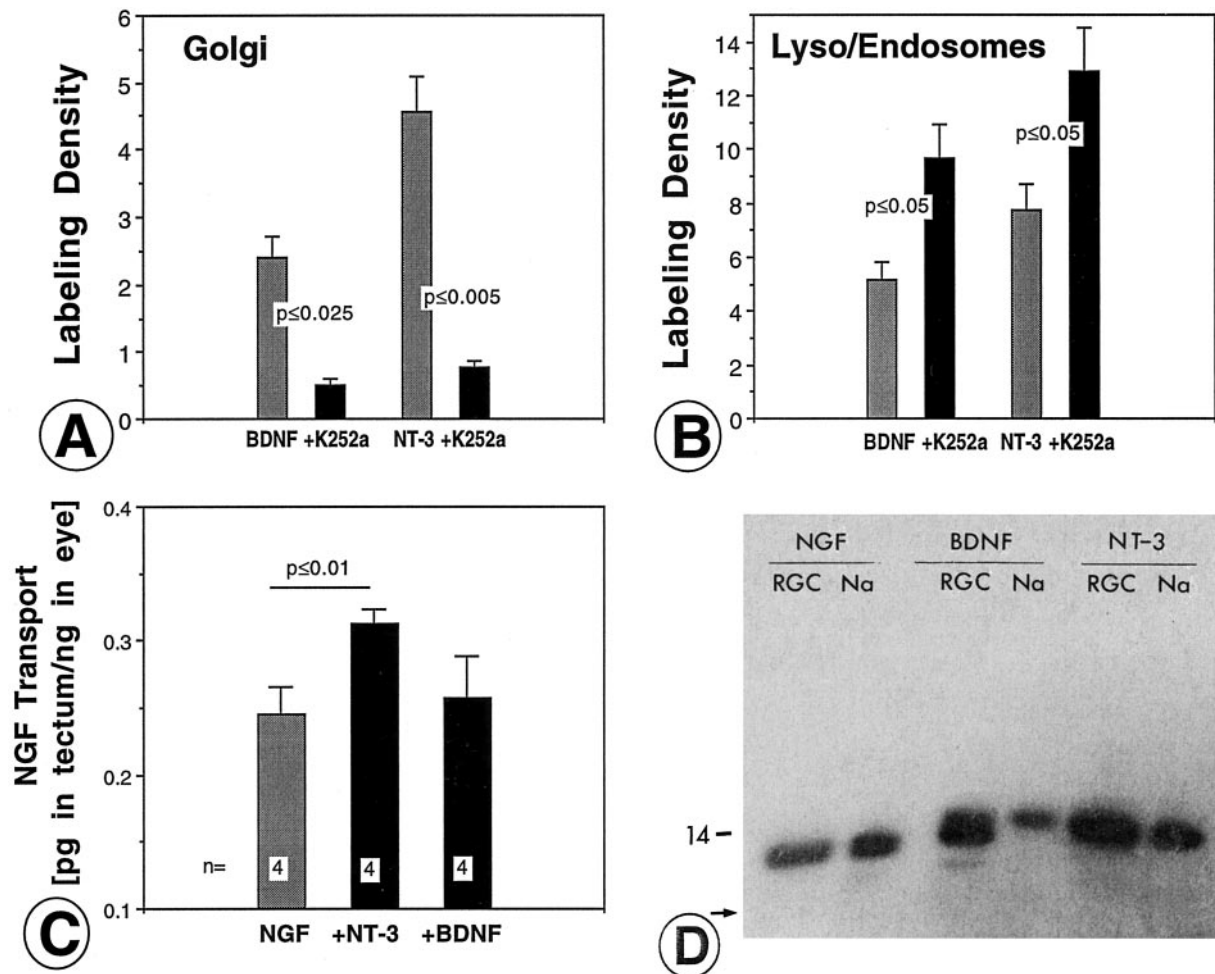 Golgi
Labeling Density
6
5
4
3
2
1
0
p≤0.025
p≤0.005
BDNF +K252a NT-3 +K252a
A
Lyso/Endosomes
Labeling Density
14
12
10
8
6
4
2
0
p≤0.05
p≤0.05
BDNF +K252a NT-3 +K252a
B
NGF Transport
[pg in tectum/ng in eye]
0.4
0.3
0.2
0.1
p≤0.01
n= 4 4 4
NGF +NT-3 +BDNF
C
NGF BDNF NT-3
RGC Na RGC Na RGC Na
14
D